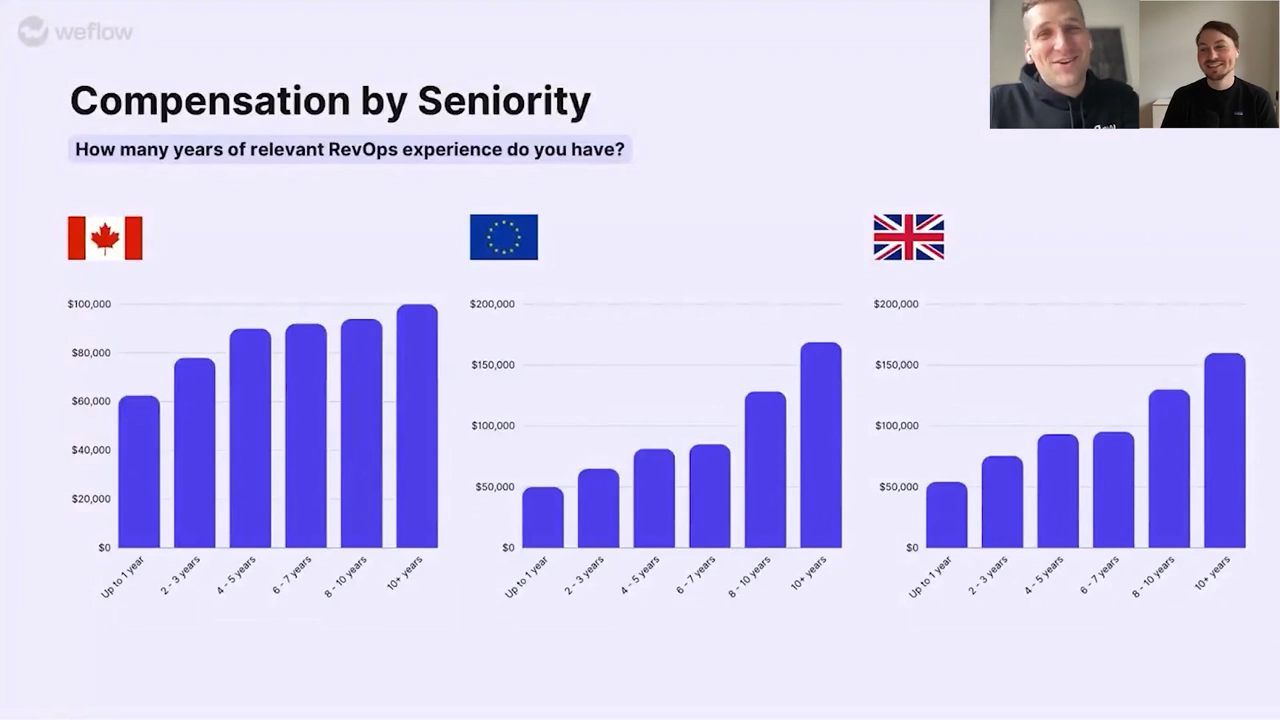 weflow
Compensation by Seniority
How many years of relevant RevOps experience do you have?
$100,000
$80,000
$60,000
$40,000
$20,000
$0
Up to 1 year
2 - 3 years
4 - 5 years
6 - 7 years
8 - 10 years
10+ years
$200,000
$150,000
$100,000
$50,000
$0
Up to 1 year
2 - 3 years
4 - 5 years
6 - 7 years
8 - 10 years
10+ years
$200,000
$150,000
$100,000
$50,000
$0
Up to 1 year
2 - 3 years
4 - 5 years
6 - 7 years
8 - 10 years
10+ years